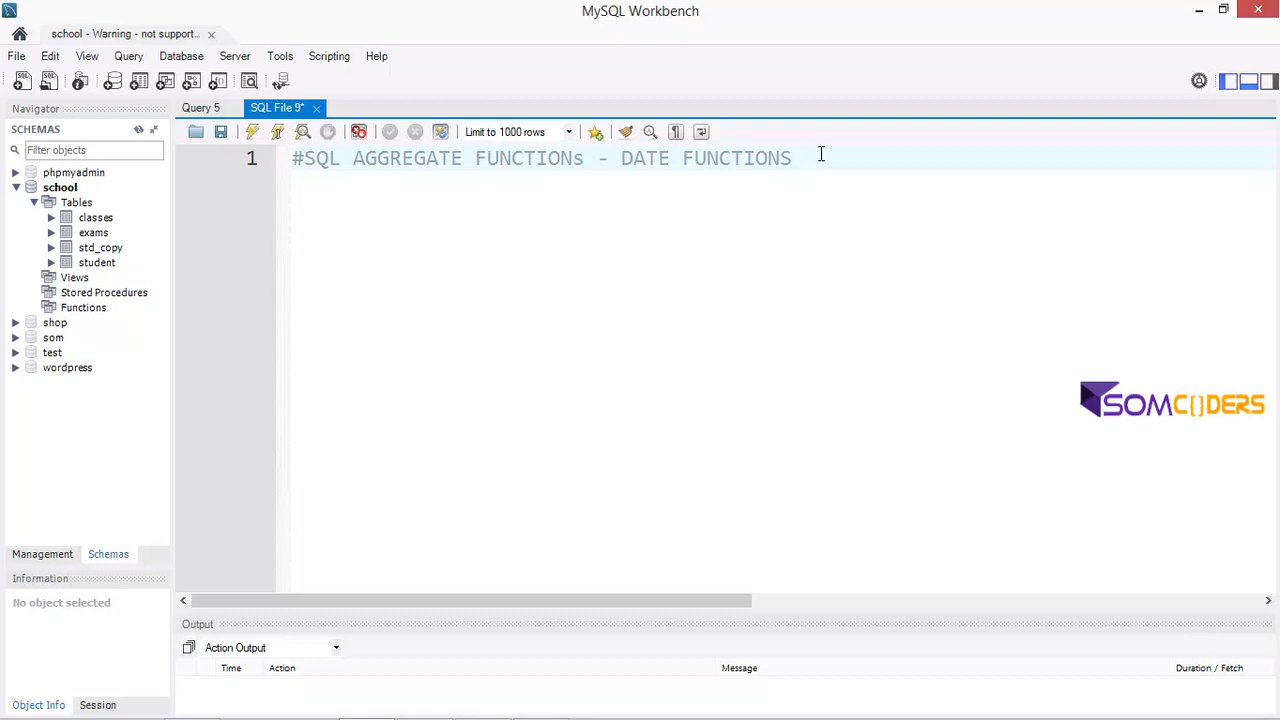 MySQL Workbench
school - Warning - not support...
File Edit View Query Database Server Tools Scripting Help
Navigator
SCHEMAS
Filter objects
phpmyadmin
school
Tables
classes
exams
std_copy
student
Views
Stored Procedures
Functions
shop
som
test
wordpress
Management Schemas
Information
No object selected
Object Info Session
Query 5 SQL File 9*
Limit to 1000 rows
1 #SQL AGGREGATE FUNCTIONs - DATE FUNCTIONS
SOMC{}DERS
Output
Action Output
Time Action Message Duration / Fetch